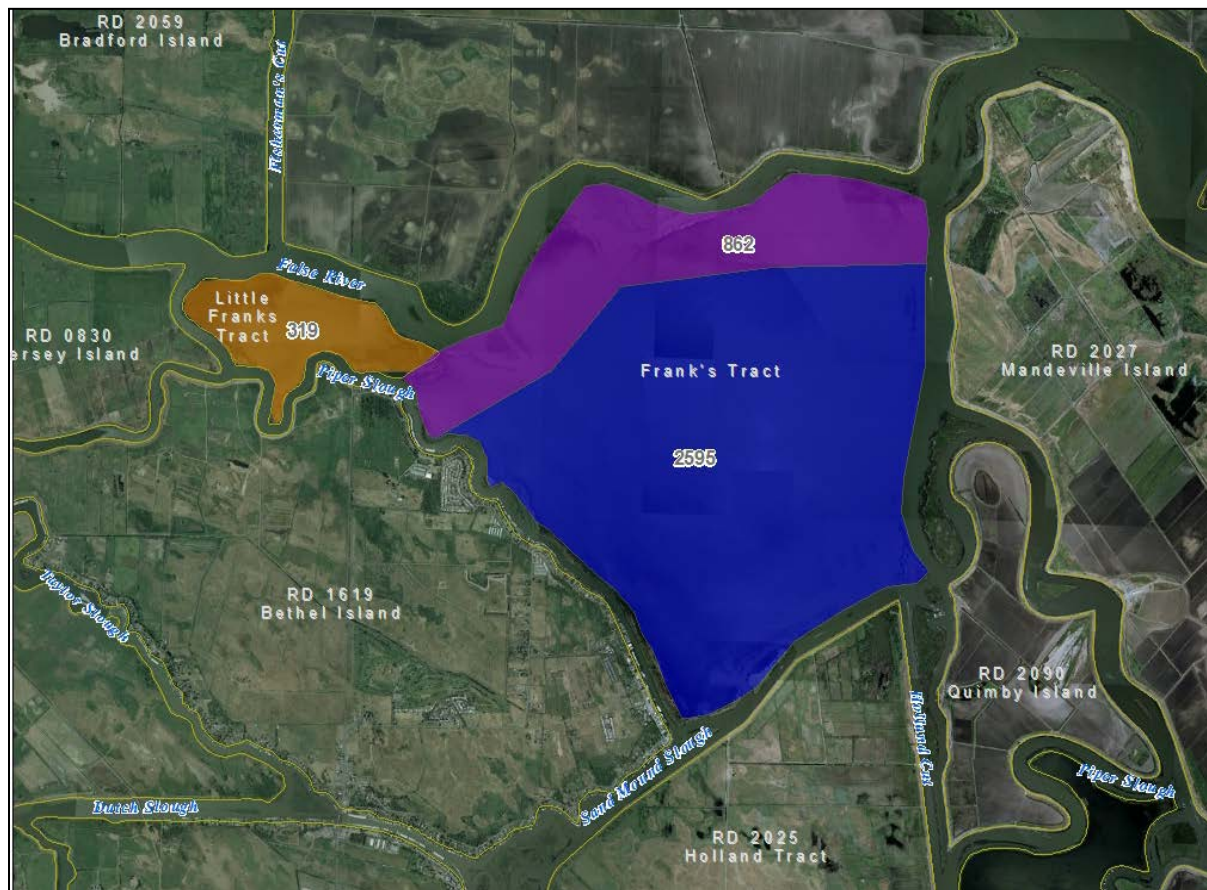 RD 2059
Bradford Island
Fisherman's Cut
862
False River
Little
Franks
Tract
319
RD 0830
ersey Island
Piper Slough
Frank's Tract
RD 2027
Mandeville Island
2595
Taylor Slough
RD 1619
Bethel Island
RD 2090
Quimby Island
Holland Cut
Sand Mound Slough
Piper Slough
Dutch Slough
RD 2025
Holland Tract